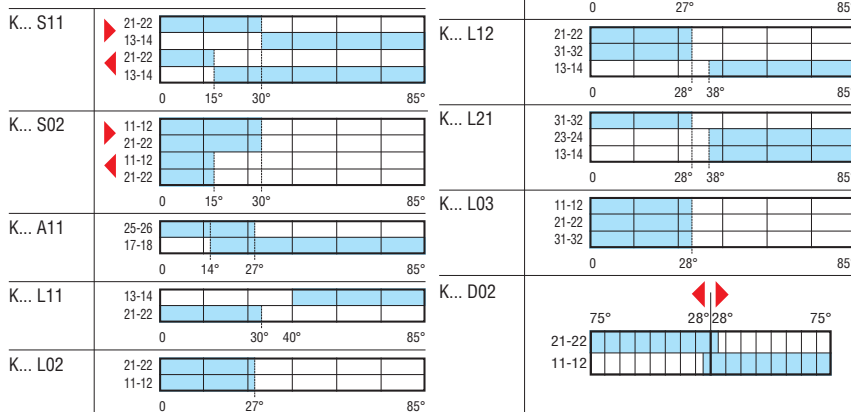 K... S11
21-22
13-14
21-22
13-14
0 15° 30° 85°
K... S02
11-12
21-22
11-12
21-22
0 15° 30° 85°
K... A11
25-26
17-18
0 14° 27° 85°
K... L11
13-14
21-22
0 30° 40° 85°
K... L02
21-22
11-12
0 27° 85°
0 27° 85
K... L12
21-22
31-32
13-14
0 28° 38° 85
K... L21
31-32
23-24
13-14
0 28° 38° 85
K... L03
11-12
21-22
31-32
0 28° 85
K... D02
75° 28° 28° 75°
21-22
11-12